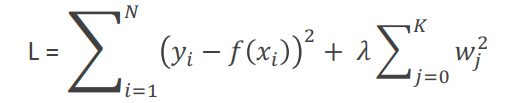 L = ∑_{i=1}^{N} (y_i − f(x_i))^2 + λ ∑_{j=0}^{K} w_j^2